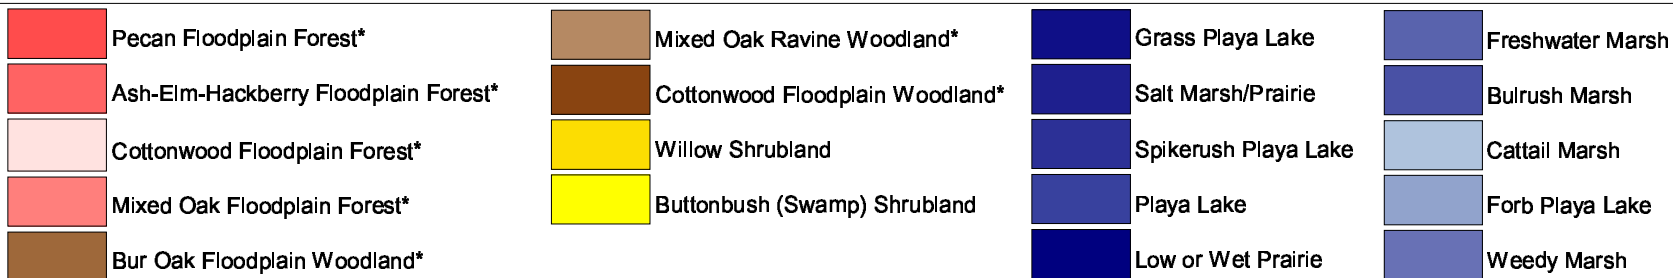 Pecan Floodplain Forest*
Ash-Elm-Hackberry Floodplain Forest*
Cottonwood Floodplain Forest*
Mixed Oak Floodplain Forest*
Bur Oak Floodplain Woodland*
Mixed Oak Ravine Woodland*
Cottonwood Floodplain Woodland*
Willow Shrubland
Buttonbush (Swamp) Shrubland
Grass Playa Lake
Salt Marsh/Prairie
Spikerush Playa Lake
Playa Lake
Low or Wet Prairie
Freshwater Marsh
Bulrush Marsh
Cattail Marsh
Forb Playa Lake
Weedy Marsh